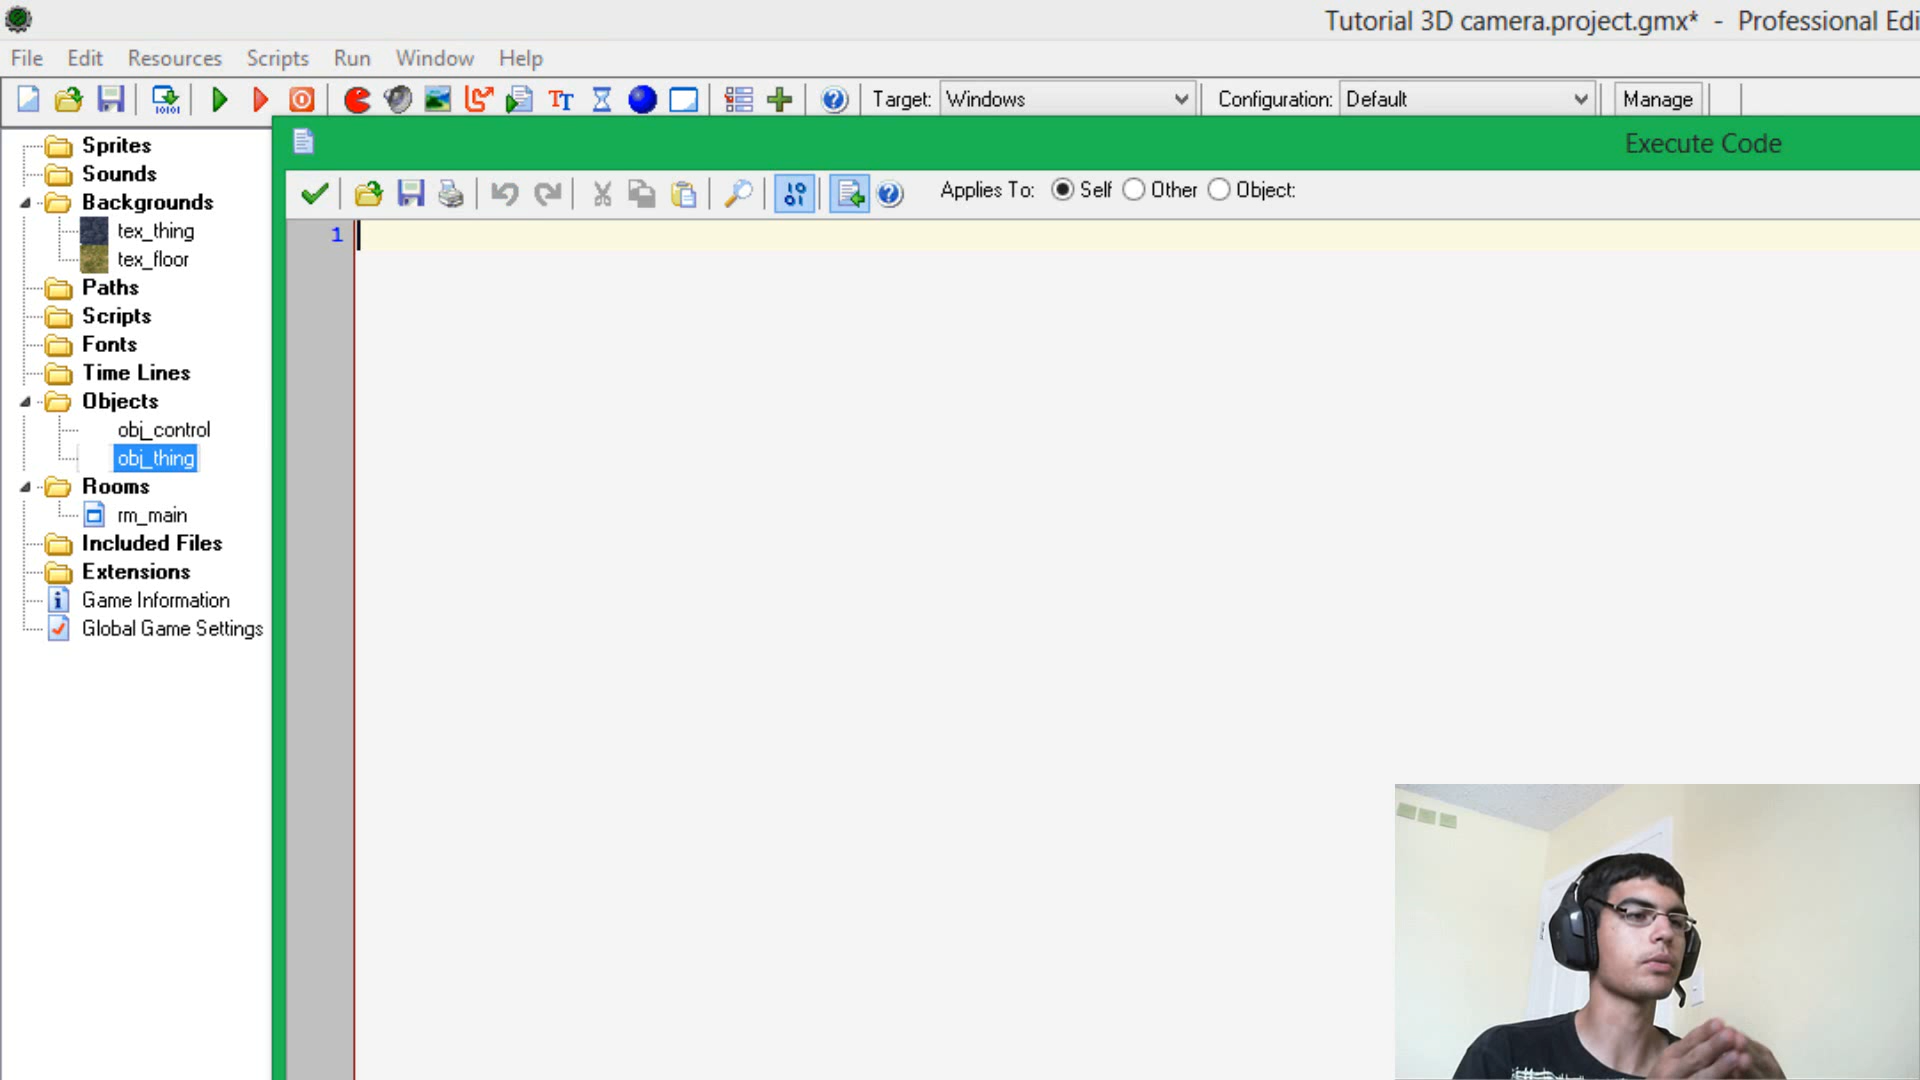 Tutorial 3D camera.project.gmx* - Professional Edi
File Edit Resources Scripts Run Window Help
Target: Windows Configuration: Default Manage
Execute Code
Applies To: Self Other Object:
1
Sprites
Sounds
Backgrounds
tex_thing
tex_floor
Paths
Scripts
Fonts
Time Lines
Objects
obj_control
obj_thing
Rooms
rm_main
Included Files
Extensions
Game Information
Global Game Settings